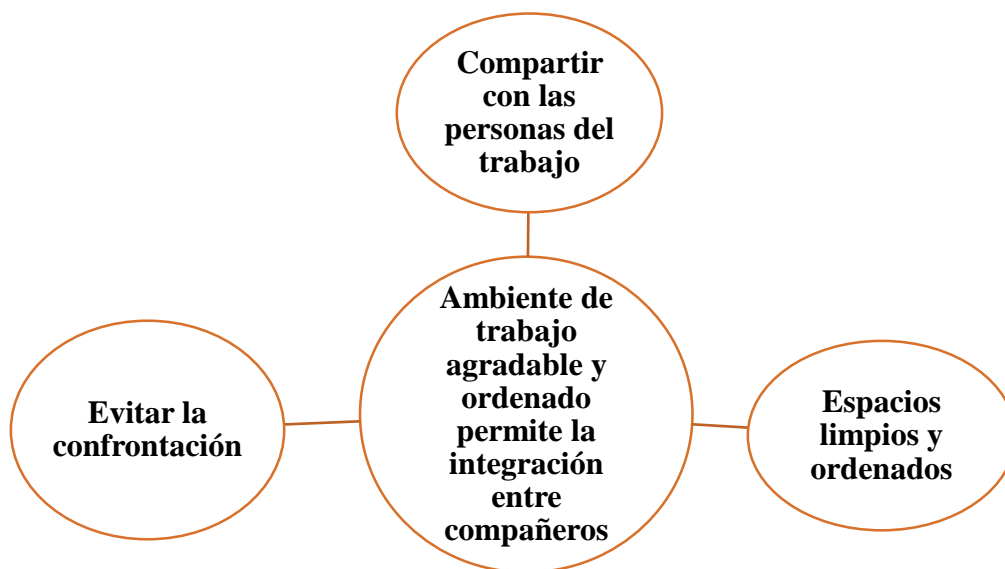 Compartir
con las
personas del
trabajo
Ambiente de
trabajo
agradable y
ordenado
permite la
integración
entre
compañeros
Evitar la
confrontación
Espacios
limpios y
ordenados